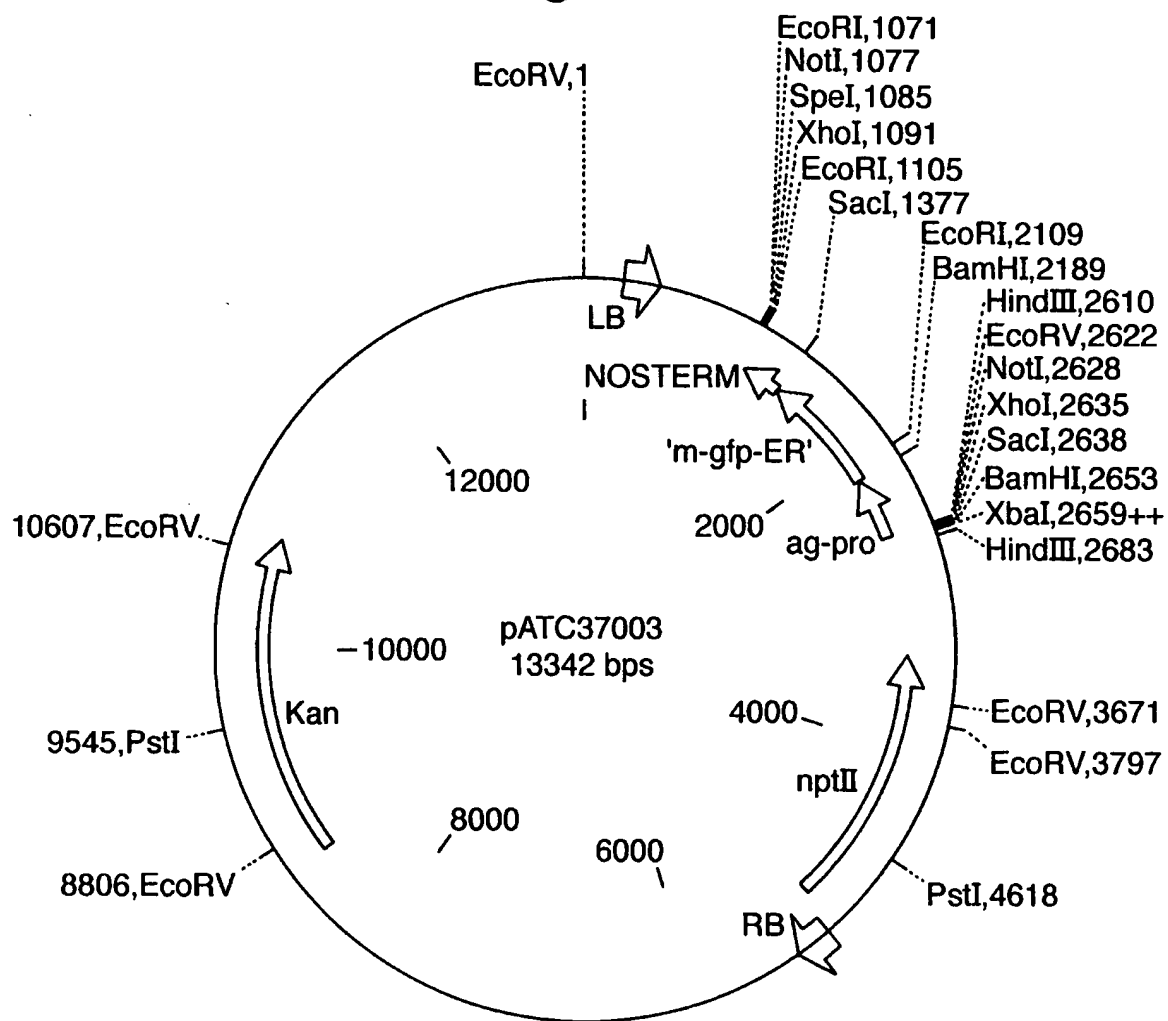 EcoRV,1
EcoRI,1071
NotI,1077
SpeI,1085
XhoI,1091
EcoRI,1105
SacI,1377
EcoRI,2109
BamHI,2189
HindIII,2610
EcoRV,2622
NotI,2628
XhoI,2635
SacI,2638
BamHI,2653
XbaI,2659++
HindIII,2683
LB
NOSTERM
'm-gfp-ER'
ag-pro
12000
2000
10607,EcoRV
pATC37003
13342 bps
10000
Kan
4000
EcoRV,3671
EcoRV,3797
9545,PstI
nptII
8000
6000
8806,EcoRV
PstI,4618
RB